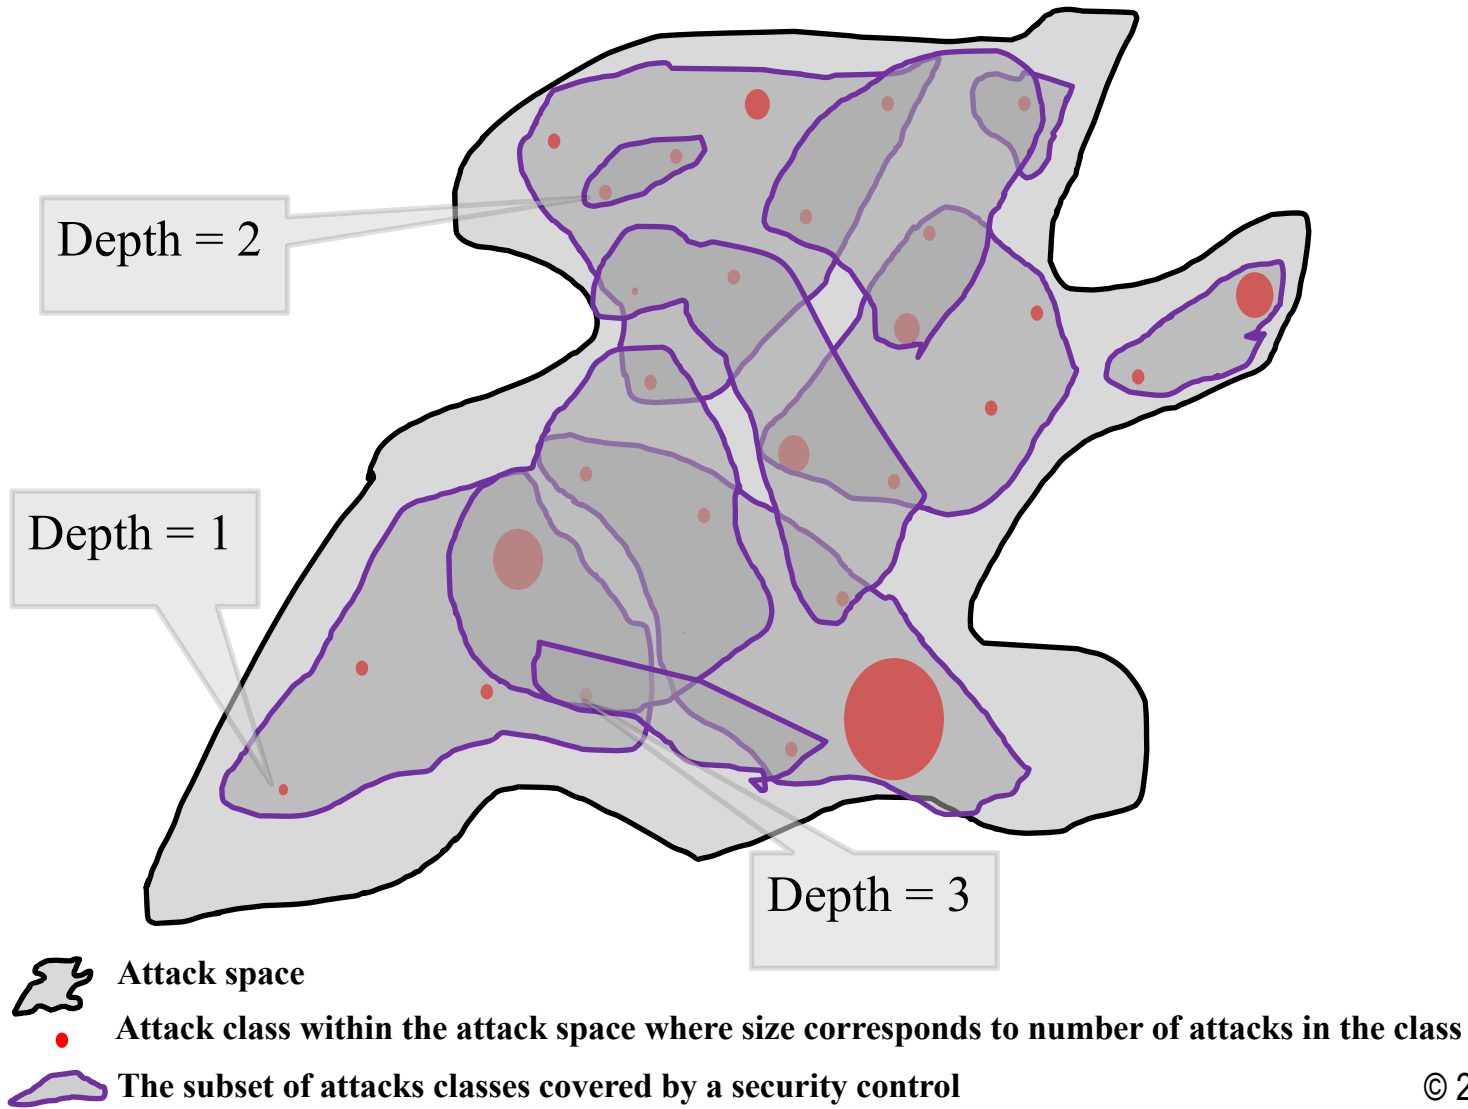 Depth = 2
Depth = 1
Depth = 3
Attack space
Attack class within the attack space where size corresponds to number of attacks in the class
The subset of attacks classes covered by a security control
© 2